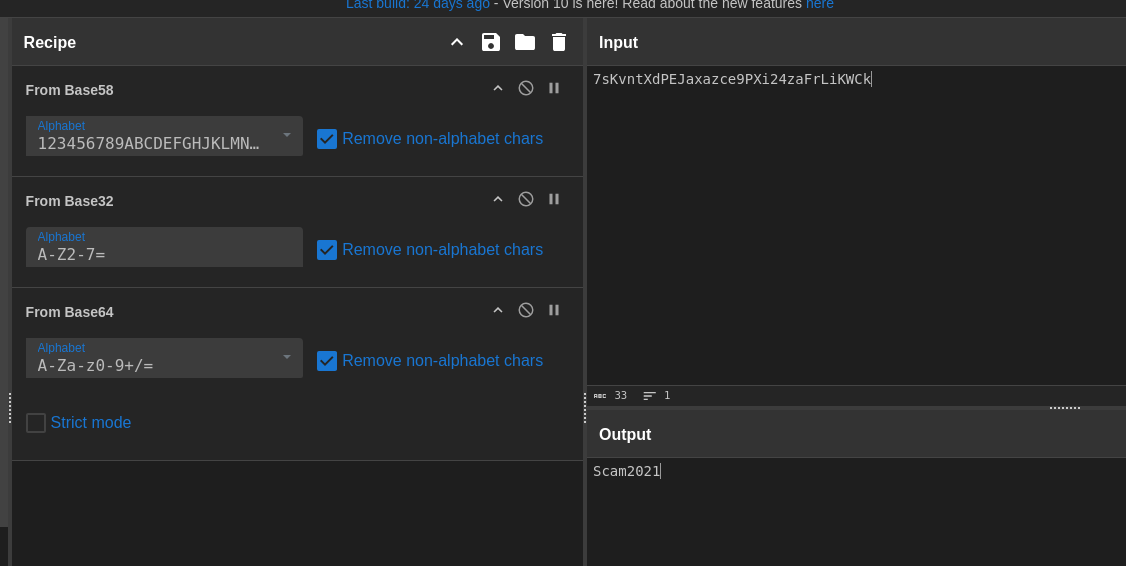 Last build: 24 days ago - Version 10 is here! Read about the new features here
Recipe
From Base58
Alphabet
123456789ABCDEFGHJKLMN…
Remove non-alphabet chars
From Base32
Alphabet
A-Z2-7=
Remove non-alphabet chars
From Base64
Alphabet
A-Za-z0-9+/=
Remove non-alphabet chars
Strict mode
Input
7sKvntXdPEJaxazce9PXi24zaFrLiKWCk
ABC 33 1
Output
Scam2021